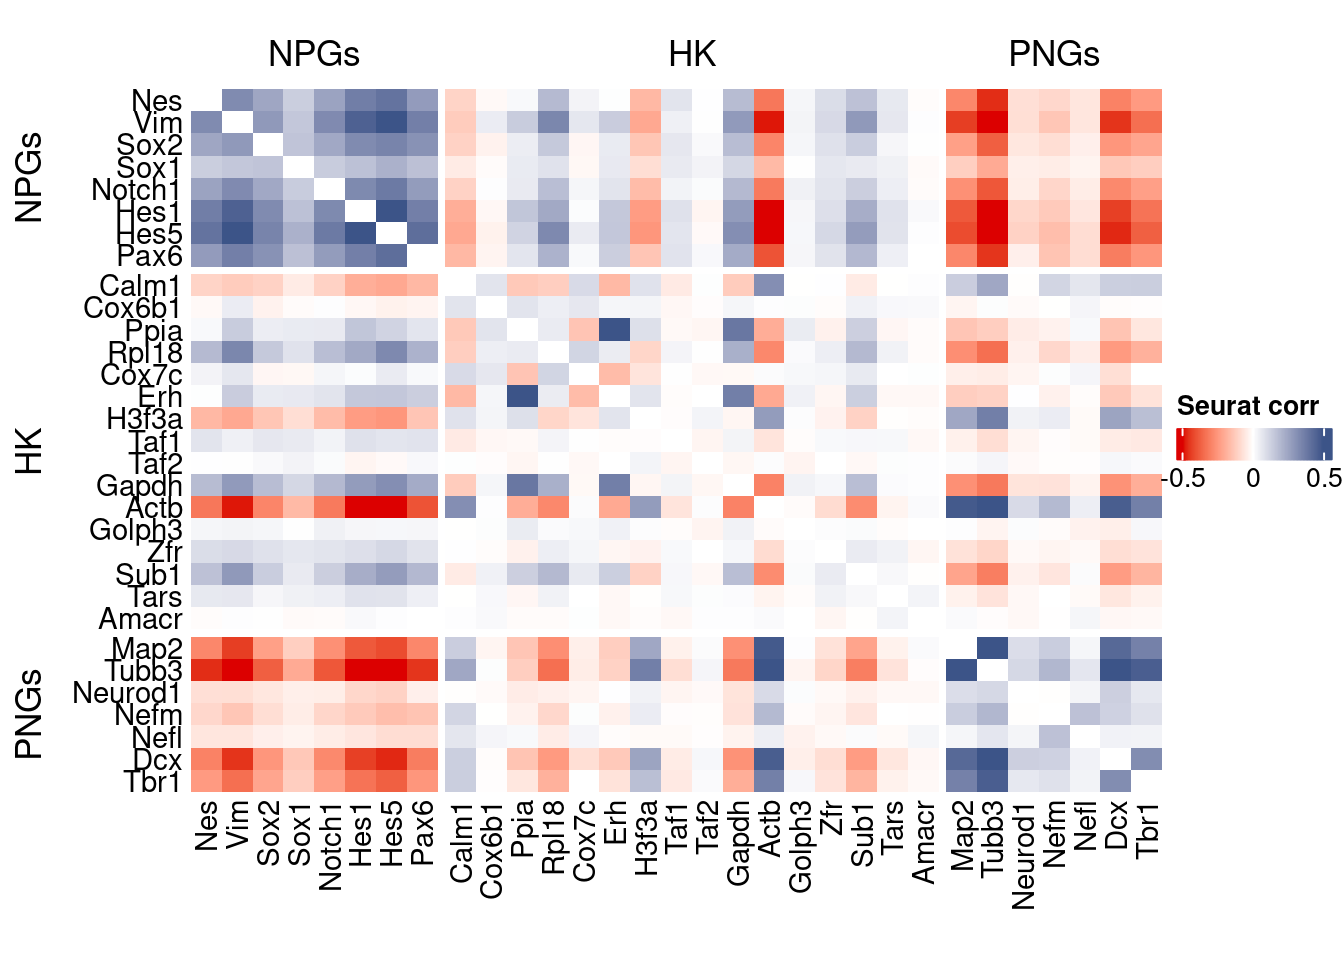 NPGs HK PNGs
NPGs
HK
PNGs
Nes
Vim
Sox2
Sox1
Notch1
Hes1
Hes5
Pax6
Calm1
Cox6b1
Ppia
Rpl18
Cox7c
Erh
H3f3a
Taf1
Taf2
Gapdh
Actb
Golph3
Zfr
Sub1
Tars
Amacr
Map2
Tubb3
Neurod1
Nefm
Nefl
Dcx
Tbr1
Seurat corr
-0.5 0 0.5
Nes
Vim
Sox2
Sox1
Notch1
Hes1
Hes5
Pax6
Calm1
Cox6b1
Ppia
Rpl18
Cox7c
Erh
H3f3a
Taf1
Taf2
Gapdh
Actb
Golph3
Zfr
Sub1
Tars
Amacr
Map2
Tubb3
Neurod1
Nefm
Nefl
Dcx
Tbr1